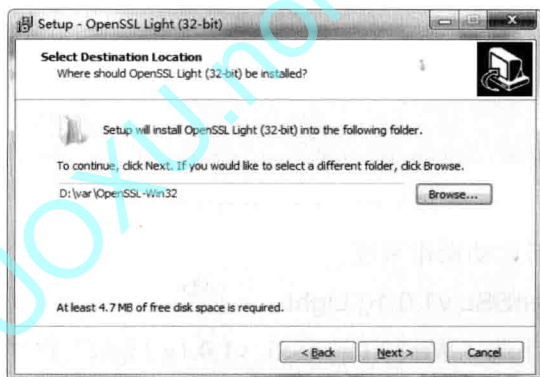 Setup - OpenSSL Light (32-bit)
Select Destination Location
Where should OpenSSL Light (32-bit) be installed?
Setup will install OpenSSL Light (32-bit) into the following folder.
To continue, click Next. If you would like to select a different folder, click Browse.
D:\var\OpenSSL-Win32
Browse...
At least 4.7 MB of free disk space is required.
< Back
Next >
Cancel